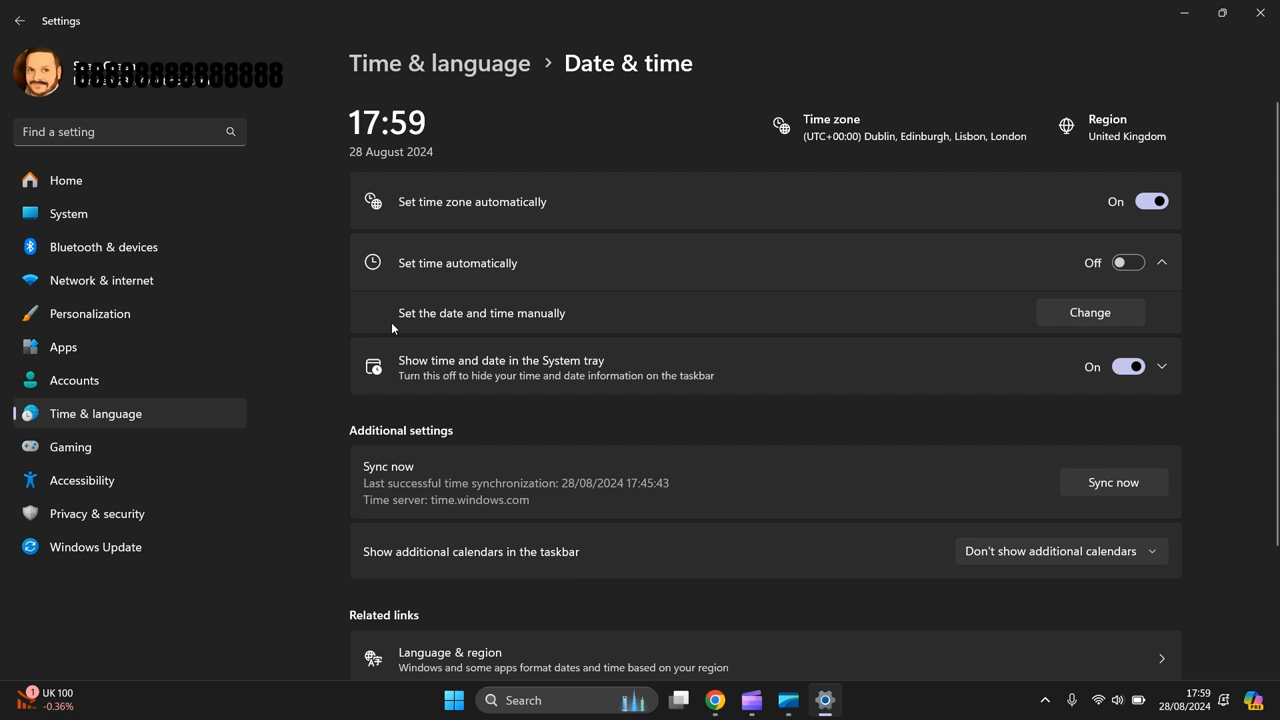 Settings
Find a setting
Home
System
Bluetooth & devices
Network & internet
Personalization
Apps
Accounts
Time & language
Gaming
Accessibility
Privacy & security
Windows Update
Time & language > Date & time
17:59
28 August 2024
Time zone
(UTC+00:00) Dublin, Edinburgh, Lisbon, London
Region
United Kingdom
Set time zone automatically
On
Set time automatically
Off
Set the date and time manually
Change
Show time and date in the System tray
Turn this off to hide your time and date information on the taskbar
On
Additional settings
Sync now
Last successful time synchronization: 28/08/2024 17:45:43
Time server: time.windows.com
Sync now
Show additional calendars in the taskbar
Don't show additional calendars
Related links
Language & region
Windows and some apps format dates and time based on your region
1
UK 100
-0.36%
Search
17:59
28/08/2024
PRE